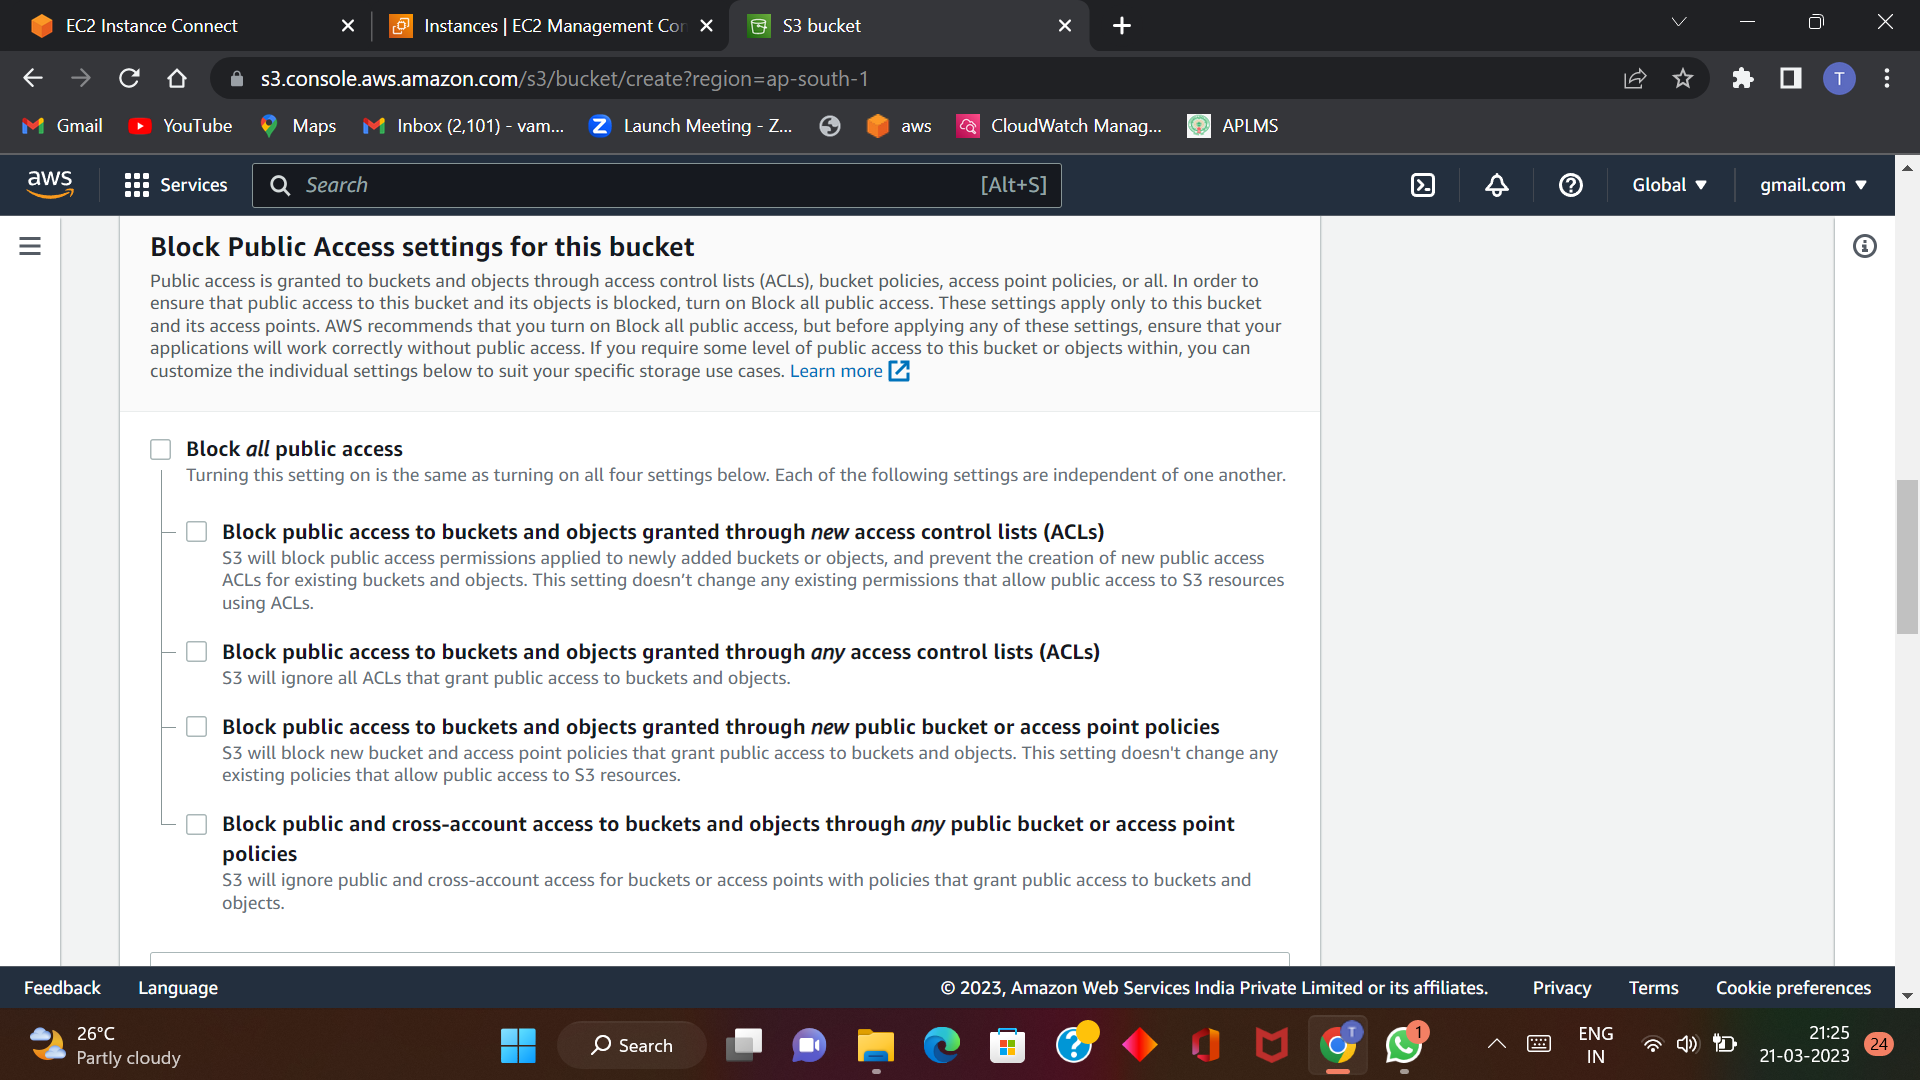 EC2 Instance Connect
Instances | EC2 Management Con
S3 bucket
s3.console.aws.amazon.com/s3/bucket/create?region=ap-south-1
T
Gmail
YouTube
Maps
Inbox (2,101) - vam...
Launch Meeting - Z...
aws
CloudWatch Manag...
APLMS
aws
Services
Search
[Alt+S]
Global
gmail.com
Block Public Access settings for this bucket
Public access is granted to buckets and objects through access control lists (ACLs), bucket policies, access point policies, or all. In order to
ensure that public access to this bucket and its objects is blocked, turn on Block all public access. These settings apply only to this bucket
and its access points. AWS recommends that you turn on Block all public access, but before applying any of these settings, ensure that your
applications will work correctly without public access. If you require some level of public access to this bucket or objects within, you can
customize the individual settings below to suit your specific storage use cases. Learn more
Block all public access
Turning this setting on is the same as turning on all four settings below. Each of the following settings are independent of one another.
Block public access to buckets and objects granted through new access control lists (ACLs)
S3 will block public access permissions applied to newly added buckets or objects, and prevent the creation of new public access
ACLs for existing buckets and objects. This setting doesn’t change any existing permissions that allow public access to S3 resources
using ACLs.
Block public access to buckets and objects granted through any access control lists (ACLs)
S3 will ignore all ACLs that grant public access to buckets and objects.
Block public access to buckets and objects granted through new public bucket or access point policies
S3 will block new bucket and access point policies that grant public access to buckets and objects. This setting doesn't change any
existing policies that allow public access to S3 resources.
Block public and cross-account access to buckets and objects through any public bucket or access point
policies
S3 will ignore public and cross-account access for buckets or access points with policies that grant public access to buckets and
objects.
Feedback
Language
© 2023, Amazon Web Services India Private Limited or its affiliates.
Privacy
Terms
Cookie preferences
26°C
Partly cloudy
Search
T
1
ENG
IN
21:25
21-03-2023
24